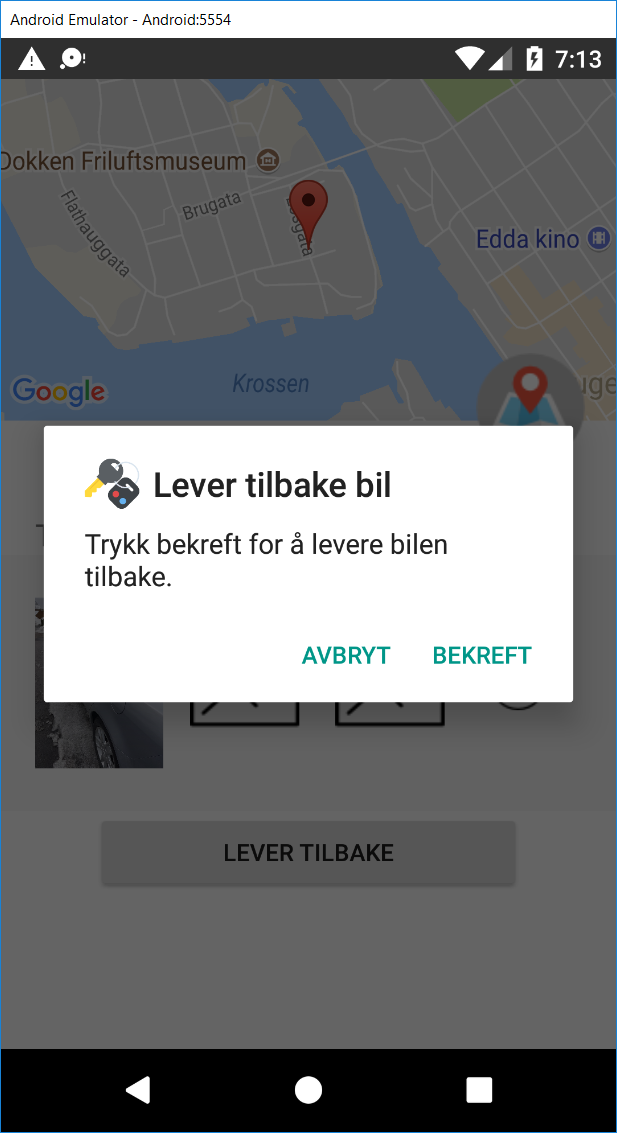 Android Emulator - Android:5554
7:13
Dokken Friluftsmuseum
Flathauggata
Brugata
Edda kino
Google
Krossen
Lever tilbake bil
Trykk bekreft for å levere bilen
tilbake.
AVBRYT
BEKREFT
LEVER TILBAKE